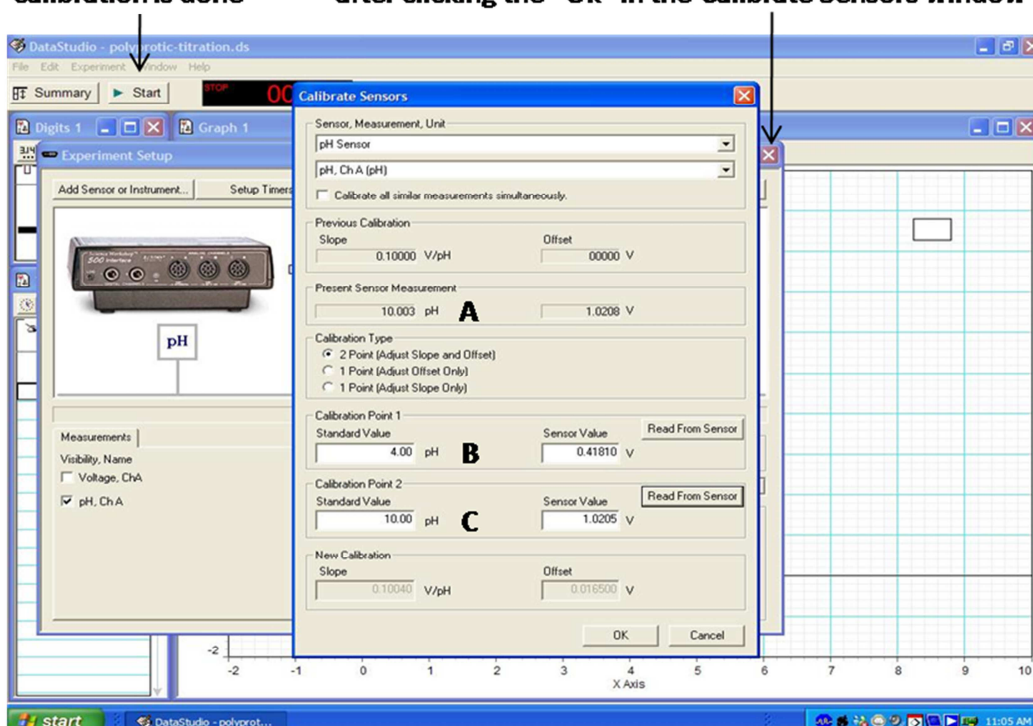 calibration is done after clicking the "OK" in the Calibrate Sensors window
DataStudio - polyprotic-titration.ds
File Edit Experiment Window Help
Summary Start STOP 00
Digits 1 Graph 1
3.14
Experiment Setup
Add Sensor or Instrument... Setup Timers
500 Interface
pH
Measurements
Visibility, Name
Voltage, ChA
pH, Ch A
Calibrate Sensors
Sensor, Measurement, Unit
pH Sensor
pH, Ch A (pH)
Calibrate all similar measurements simultaneously.
Previous Calibration
Slope Offset
0.10000 V/pH 00000 V
Present Sensor Measurement
10.003 pH A 1.0208 V
Calibration Type
2 Point (Adjust Slope and Offset)
1 Point (Adjust Offset Only)
1 Point (Adjust Slope Only)
Calibration Point 1
Standard Value Sensor Value Read From Sensor
4.00 pH B 0.41810 V
Calibration Point 2
Standard Value Sensor Value Read From Sensor
10.00 pH C 1.0205 V
New Calibration
Slope Offset
0.10040 V/pH 0.016500 V
OK Cancel
-2
-2 -1 0 1 2 3 4 5 6 7 8 9 10
X Axis
start DataStudio - polyprot... 11:05 AM